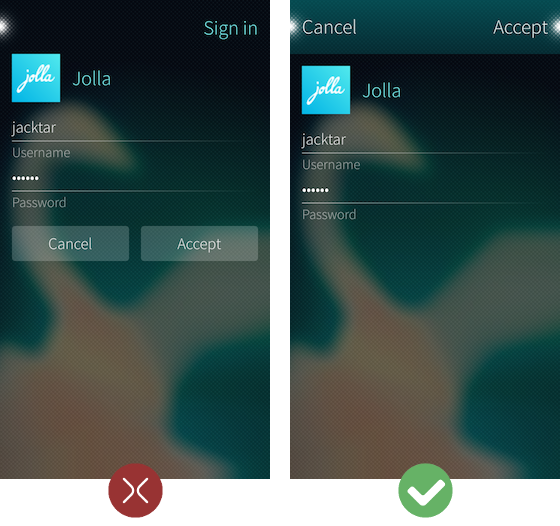 Sign in
jolla
Jolla
jacktar
Username
••••••
Password
Cancel Accept
Cancel Accept
jolla
Jolla
jacktar
Username
••••••
Password